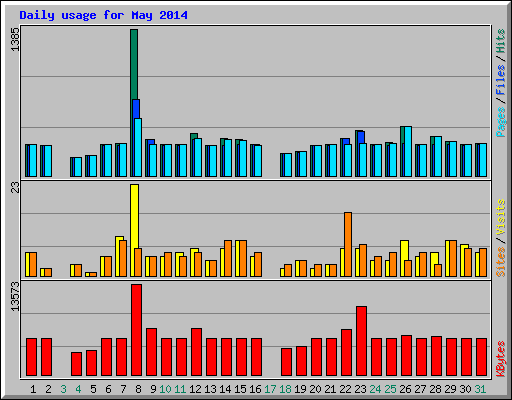 Daily usage for May 2014
1385
Pages / Files / Hits
23
Sites / Visits
13573
KBytes
1 2 3 4 5 6 7 8 9 10 11 12 13 14 15 16 17 18 19 20 21 22 23 24 25 26 27 28 29 30 31